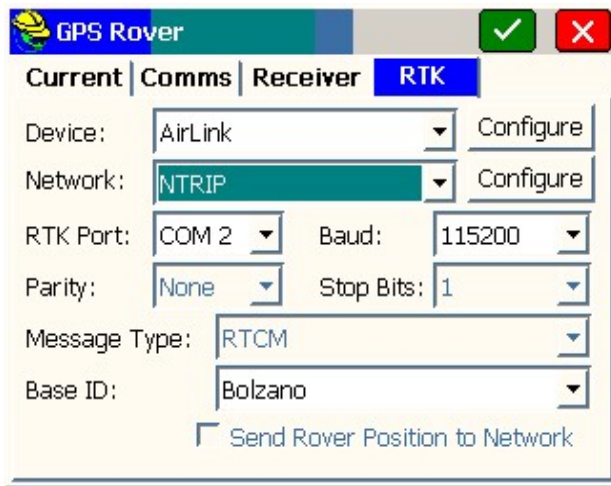 GPS Rover
Current Comms Receiver RTK
Device: AirLink Configure
Network: NTRIP Configure
RTK Port: COM 2 Baud: 115200
Parity: None Stop Bits: 1
Message Type: RTCM
Base ID: Bolzano
Send Rover Position to Network